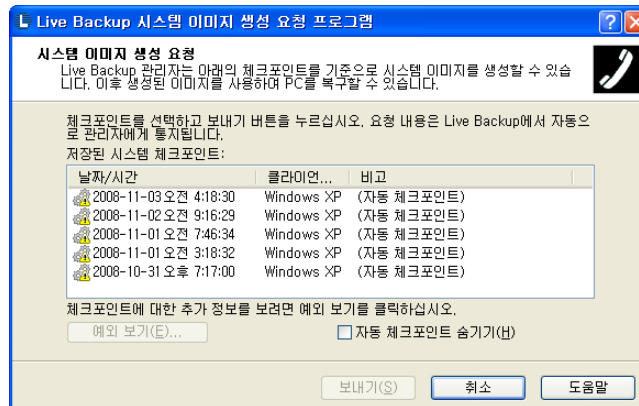 Live Backup 시스템 이미지 생성 요청 프로그램
시스템 이미지 생성 요청
Live Backup 관리자는 아래의 체크포인트를 기준으로 시스템 이미지를 생성할 수 있습
니다. 이후 생성된 이미지를 사용하여 PC를 복구할 수 있습니다.
체크포인트를 선택하고 보내기 버튼을 누르십시오. 요청 내용은 Live Backup에서 자동으
로 관리자에게 통지됩니다.
저장된 시스템 체크포인트:
날짜/시간 클라이언... 비고
2008-11-03 오전 4:18:30 Windows XP (자동 체크포인트)
2008-11-02 오전 9:16:29 Windows XP (자동 체크포인트)
2008-11-01 오전 7:46:34 Windows XP (자동 체크포인트)
2008-11-01 오전 3:18:32 Windows XP (자동 체크포인트)
2008-10-31 오후 7:17:00 Windows XP (자동 체크포인트)
체크포인트에 대한 추가 정보를 보려면 예외 보기를 클릭하십시오.
예외 보기(E)... 자동 체크포인트 숨기기(H)
보내기(S) 취소 도움말